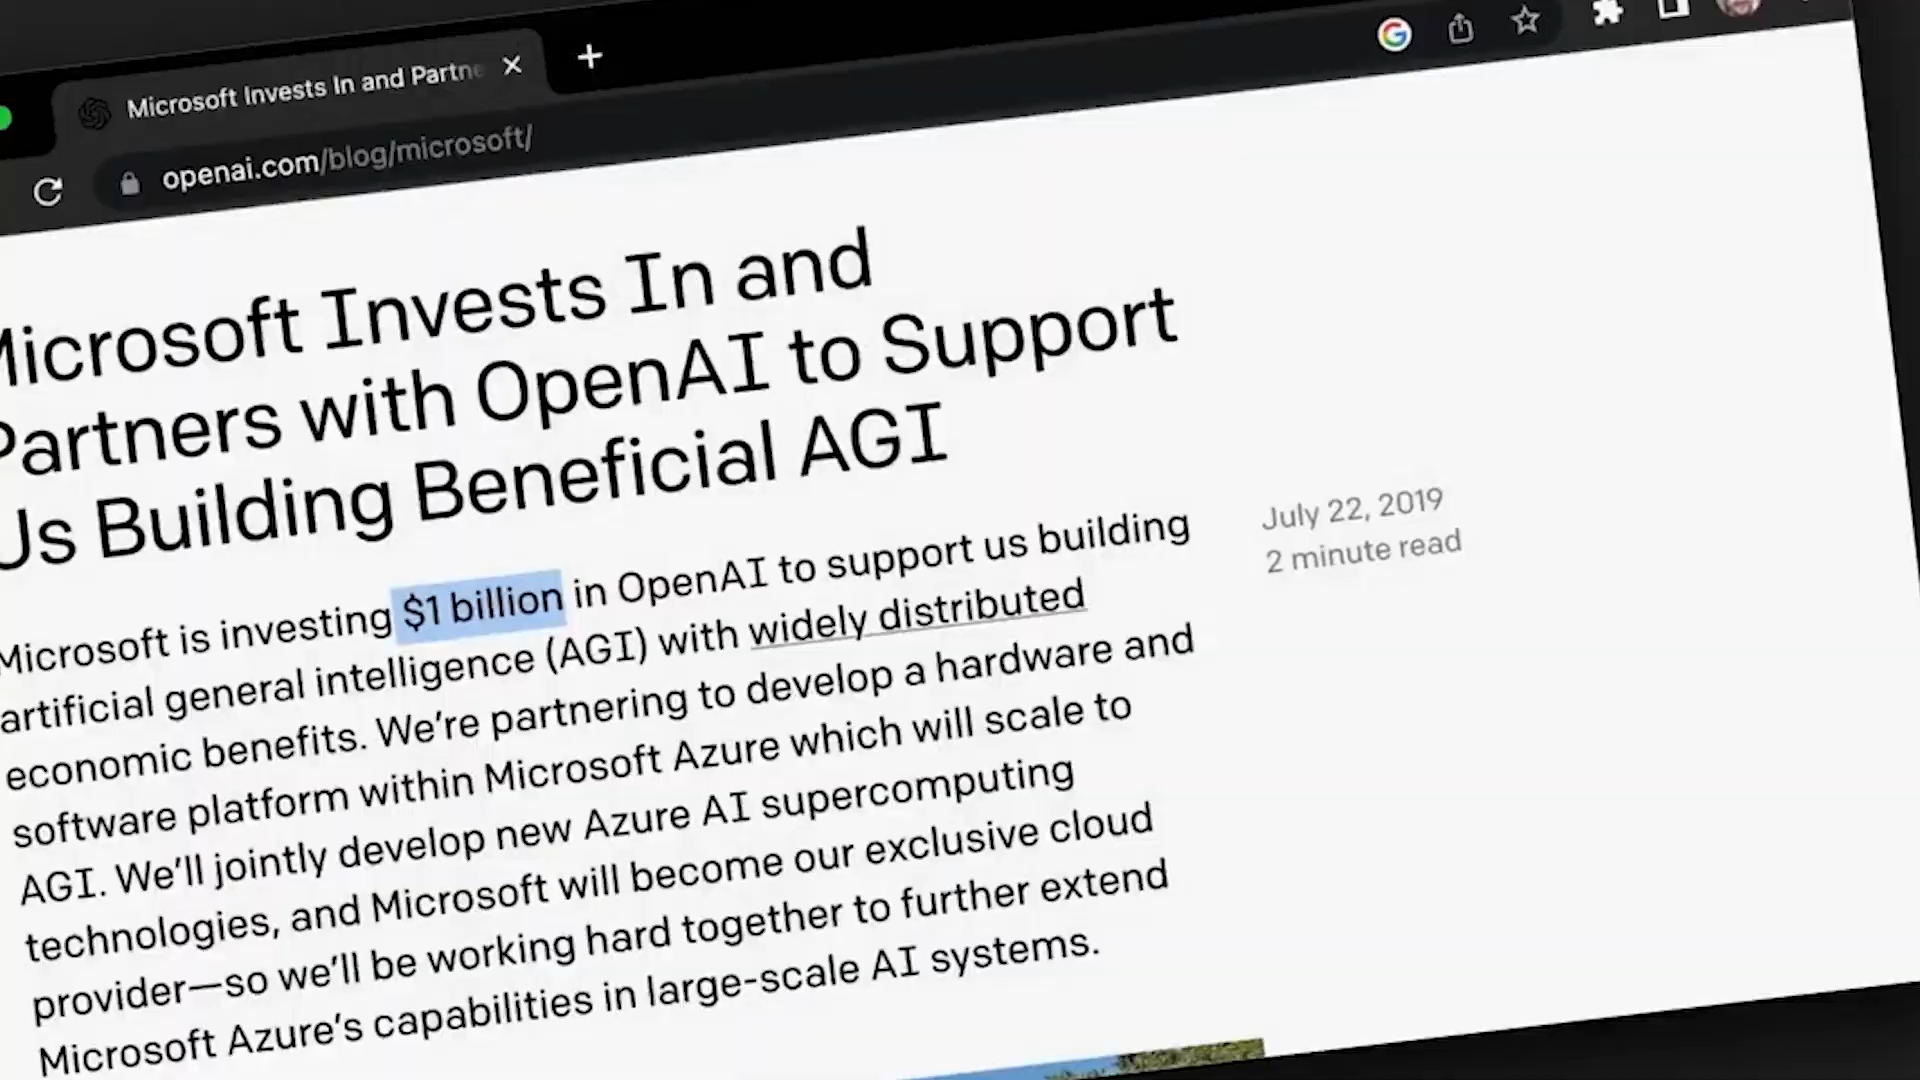 Microsoft Invests In and Partne
openai.com/blog/microsoft/
Microsoft Invests In and
Partners with OpenAI to Support
Us Building Beneficial AGI
July 22, 2019
2 minute read
Microsoft is investing $1 billion in OpenAI to support us building
artificial general intelligence (AGI) with widely distributed
economic benefits. We're partnering to develop a hardware and
software platform within Microsoft Azure which will scale to
AGI. We'll jointly develop new Azure AI supercomputing
technologies, and Microsoft will become our exclusive cloud
provider—so we'll be working hard together to further extend
Microsoft Azure's capabilities in large-scale AI systems.